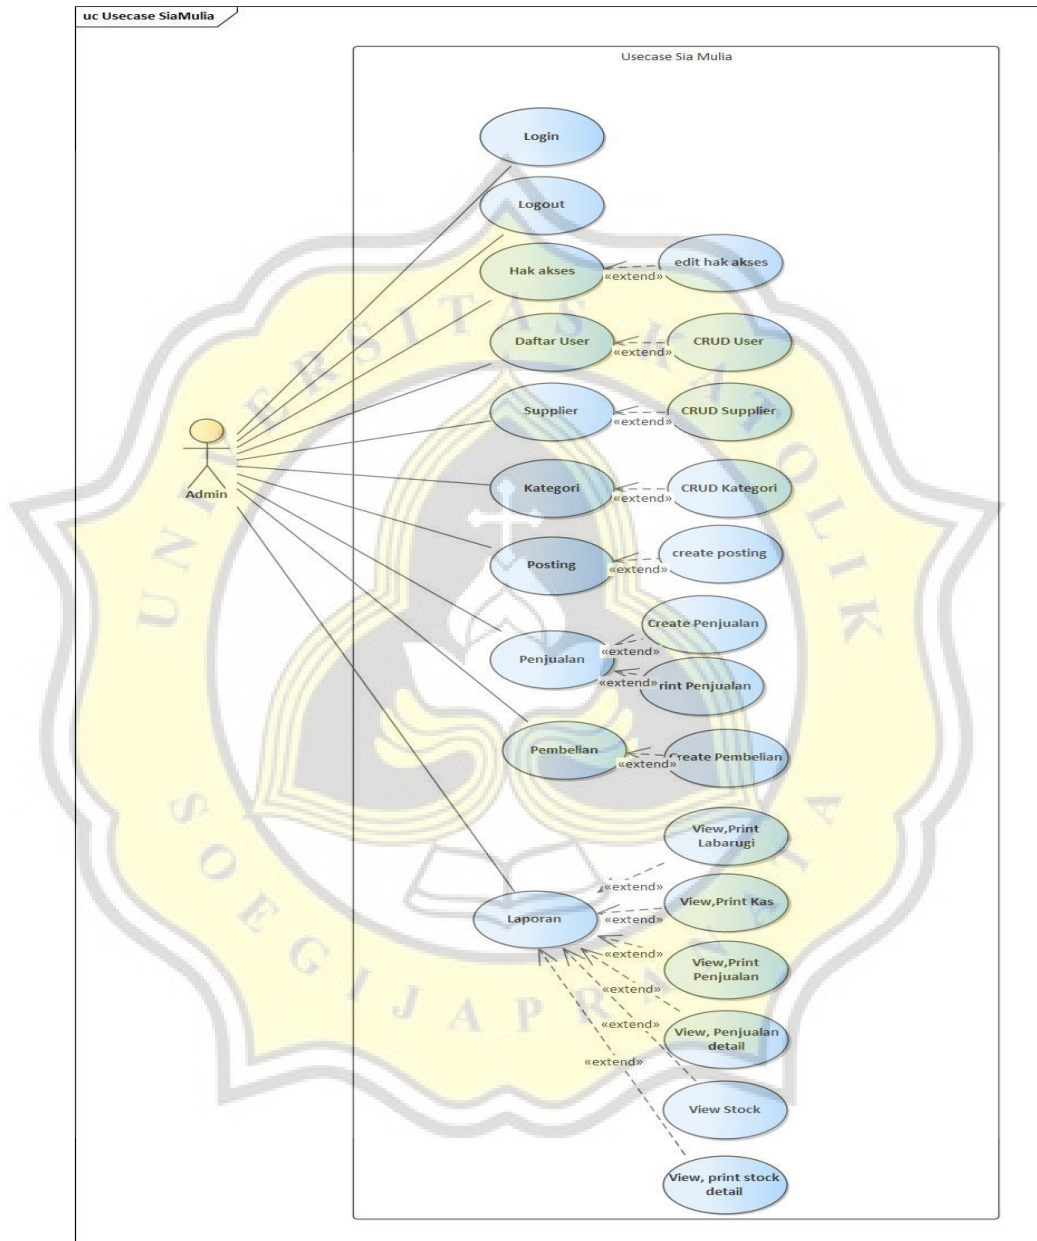 uc Usecase SiaMulia
Usecase Sia Mulia
Login
Logout
Hak akses
edit hak akses
«extend»
Daftar User
CRUD User
«extend»
Supplier
CRUD Supplier
«extend»
Admin
Kategori
CRUD Kategori
«extend»
Posting
create posting
«extend»
Penjualan
Create Penjualan
«extend»
rint Penjualan
«extend»
Pembelian
Create Pembelian
«extend»
View,Print
Labarugi
«extend»
Laporan
View,Print Kas
«extend»
View,Print
Penjualan
«extend»
View, Penjualan
detail
«extend»
View Stock
«extend»
View, print stock
detail
«extend»
UNIVERSITAS KATOLIK
SOEGIJAPRANATA